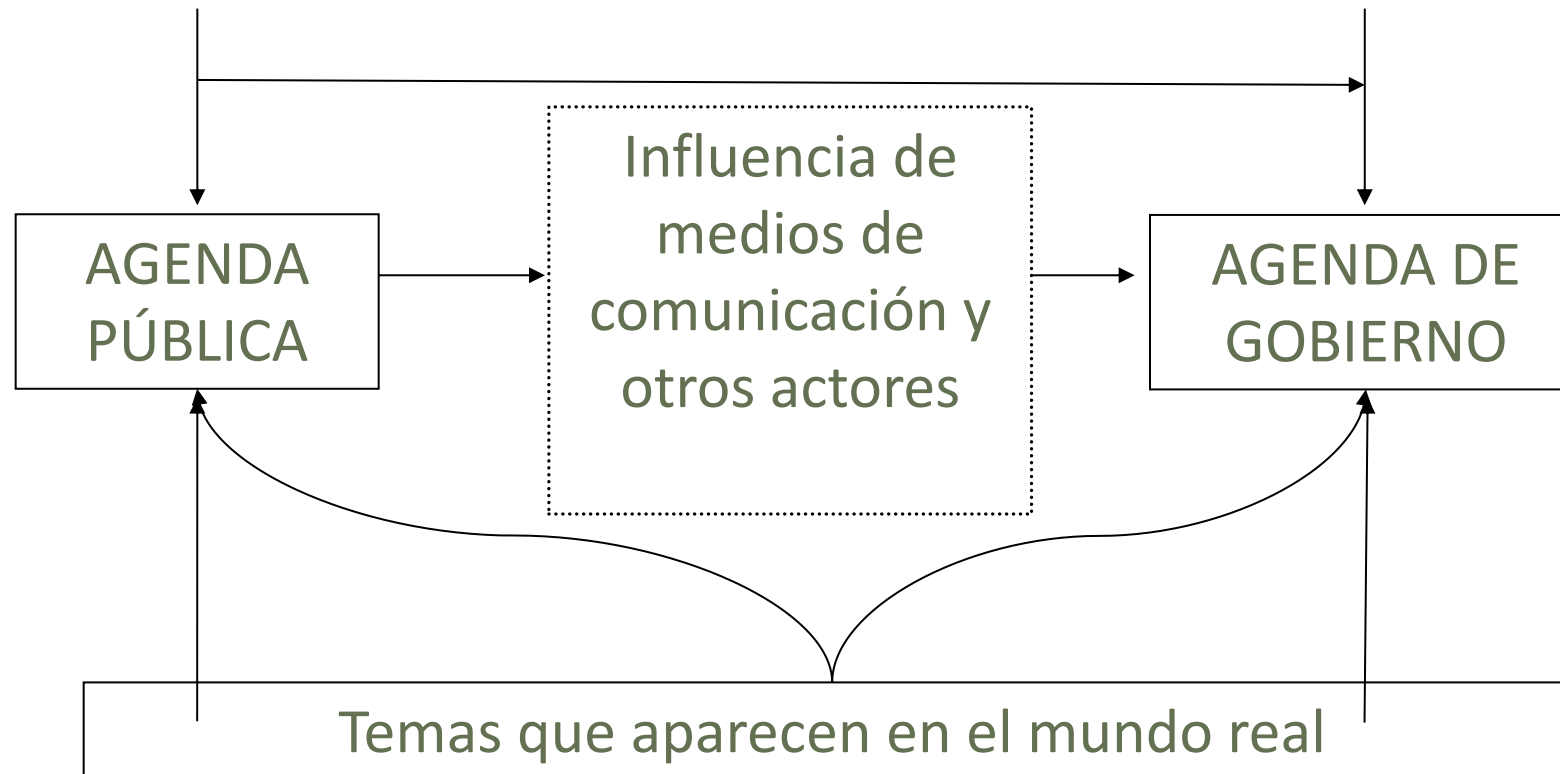 AGENDA
PÚBLICA
Influencia de
medios de
comunicación y
otros actores
AGENDA DE
GOBIERNO
Temas que aparecen en el mundo real